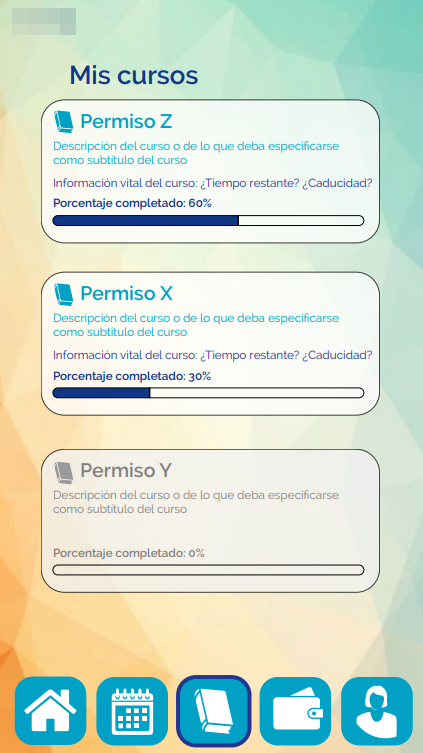 Mis cursos
Permiso Z
Descripción del curso o de lo que deba especificarse
como subtítulo del curso
Información vital del curso: ¿Tiempo restante? ¿Caducidad?
Porcentaje completado: 60%
Permiso X
Descripción del curso o de lo que deba especificarse
como subtítulo del curso
Información vital del curso: ¿Tiempo restante? ¿Caducidad?
Porcentaje completado: 30%
Permiso Y
Descripción del curso o de lo que deba especificarse
como subtítulo del curso
Porcentaje completado: 0%